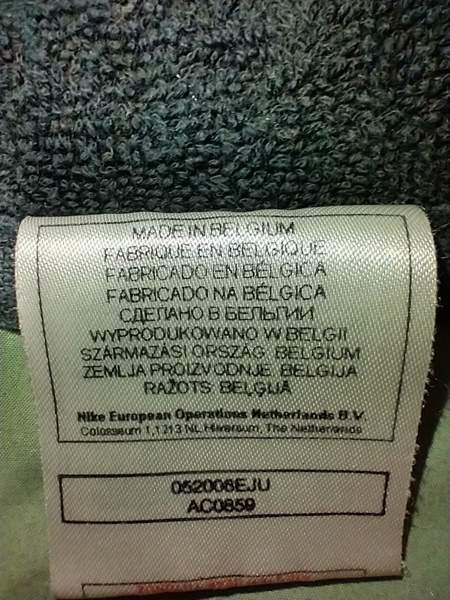 MADE IN BELGIUM
FABRIQUE EN BELGIQUE
FABRICADO EN BÉLGICA
FABRICADO NA BÉLGICA
СДЕЛАНО В БЕЛЬГИИ
WYPRODUKOWANO W BELGII
SZÁRMAZÁSI ORSZÁG: BELGIUM
ZEMLJA PROIZVODNJE: BELGIJA
RAŽOTS: BEĻĢIJĀ
Nike European Operations Netherlands B.V.
Colosseum 1,1213 NL Hilversum, The Netherlands
052006EJU
AC0859